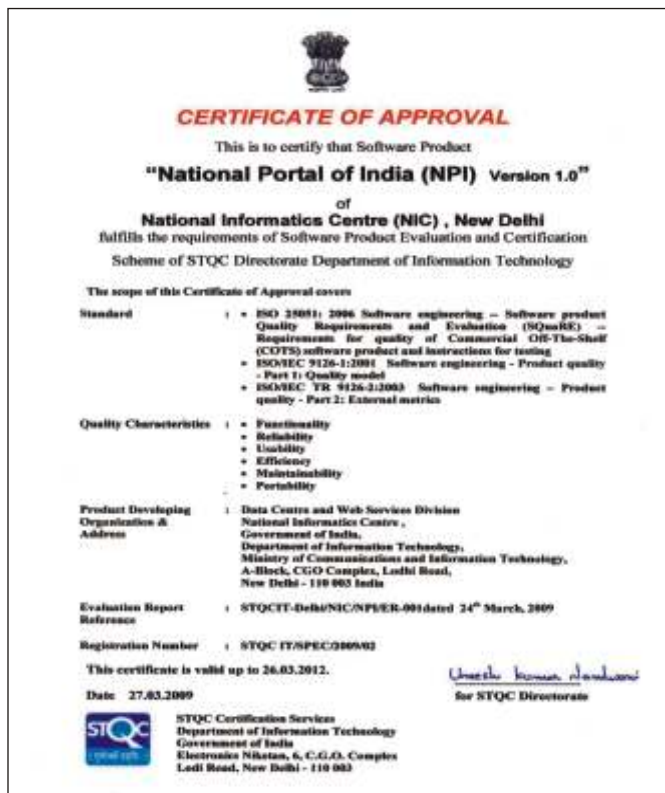 CERTIFICATE OF APPROVAL
This is to certify that Software Product
"National Portal of India (NPI) Version 1.0"
of
National Informatics Centre (NIC) , New Delhi
fulfills the requirements of Software Product Evaluation and Certification
Scheme of STQC Directorate Department of Information Technology
The scope of this Certificate of Approval covers
Standard : • ISO 25051: 2006 Software engineering – Software product
Quality Requirements and Evaluation (SQuaRE) –
Requirements for quality of Commercial Off-The-Shelf
(COTS) software product and instructions for testing
• ISO/IEC 9126-1:2001 Software engineering - Product quality
- Part 1: Quality model
• ISO/IEC TR 9126-2:2003 Software engineering – Product
quality - Part 2: External metrics
Quality Characteristics : • Functionality
• Reliability
• Usability
• Efficiency
• Maintainability
• Portability
Product Developing : Data Centre and Web Services Division
Organization & National Informatics Centre ,
Address Government of India,
Department of Information Technology,
Ministry of Communications and Information Technology,
A-Block, CGO Complex, Lodhi Road,
New Delhi - 110 003 India
Evaluation Report : STQCIT-Delhi/NIC/NPI/ER-001dated 24th March, 2009
Reference
Registration Number : STQC IT/SPEC/2009/02
This certificate is valid up to 26.03.2012.
Umesh Kumar Nandwani
Date 27.03.2009 for STQC Directorate
STQC
STQC Certification Services
Department of Information Technology
Government of India
Electronics Niketan, 6, C.G.O. Complex
Lodi Road, New Delhi - 110 003